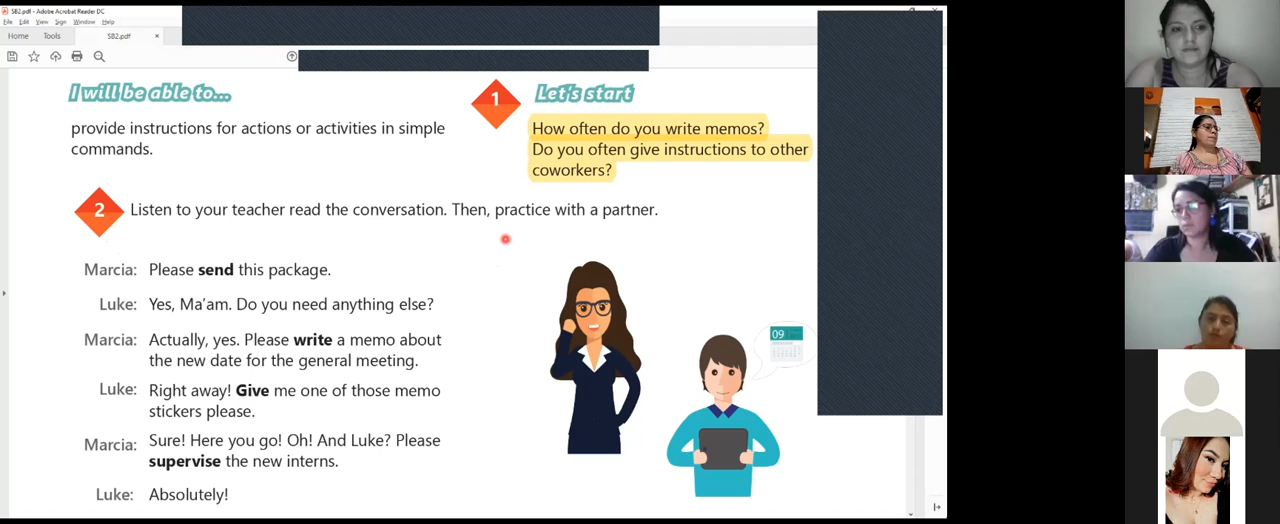 SB2.pdf - Adobe Acrobat Reader DC
File Edit View Sign Window Help
Home Tools SB2.pdf ×
I will be able to...
provide instructions for actions or activities in simple
commands.
1 Let's start
How often do you write memos?
Do you often give instructions to other
coworkers?
2 Listen to your teacher read the conversation. Then, practice with a partner.
Marcia: Please send this package.
Luke: Yes, Ma'am. Do you need anything else?
Marcia: Actually, yes. Please write a memo about
the new date for the general meeting.
Luke: Right away! Give me one of those memo
stickers please.
Marcia: Sure! Here you go! Oh! And Luke? Please
supervise the new interns.
Luke: Absolutely!
09